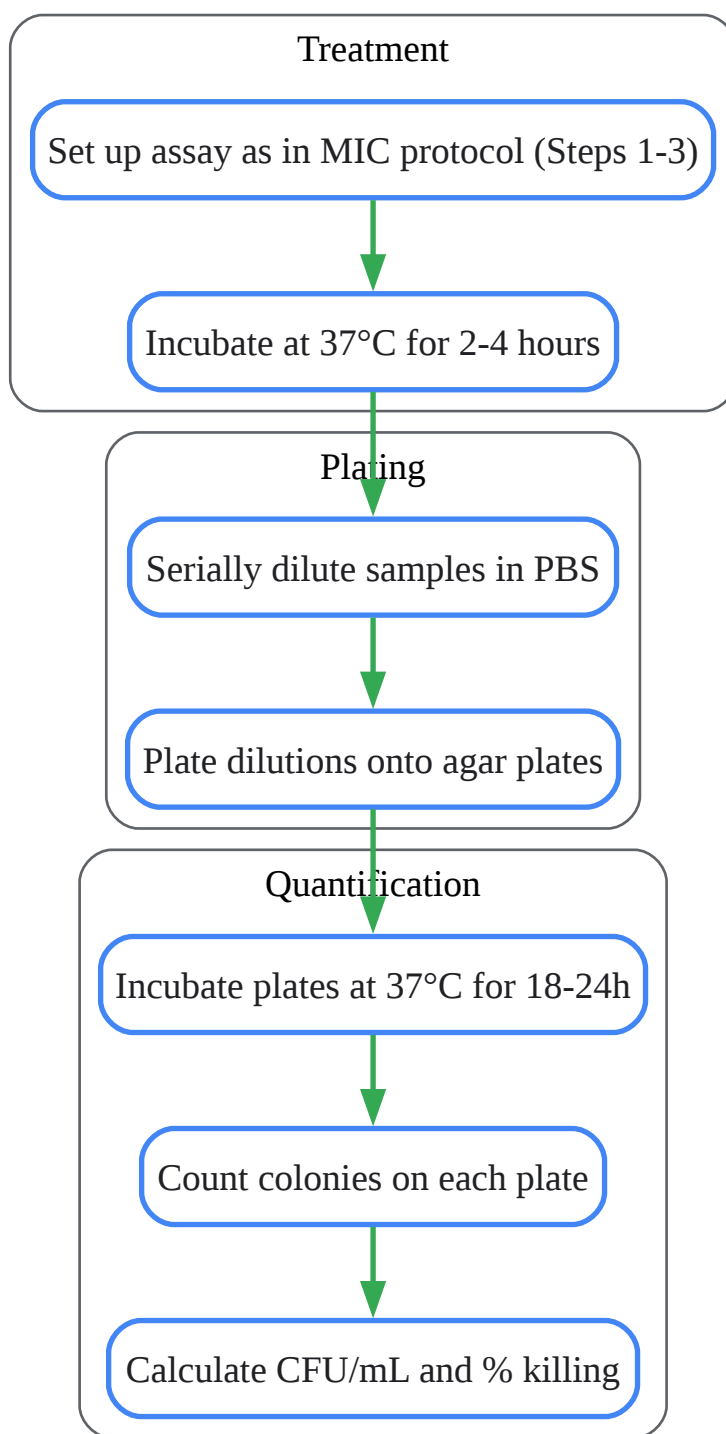 Treatment
Set up assay as in MIC protocol (Steps 1-3)
Incubate at 37°C for 2-4 hours
Plating
Serially dilute samples in PBS
Plate dilutions onto agar plates
Quantification
Incubate plates at 37°C for 18-24h
Count colonies on each plate
Calculate CFU/mL and % killing